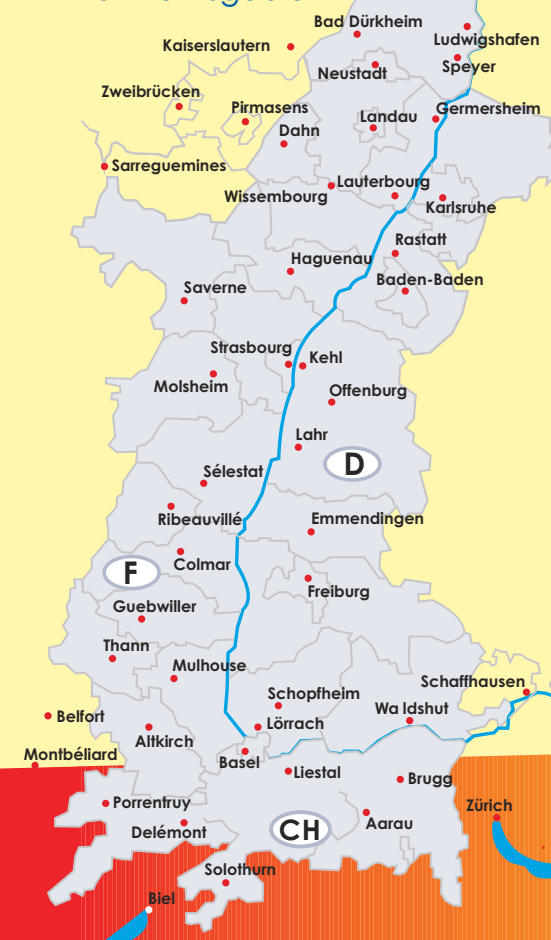 Bad Dürkheim
Ludwigshafen
Kaiserslautern
Neustadt
Speyer
Zweibrücken
Pirmasens
Landau
Germersheim
Dahn
Sarreguemines
Lauterbourg
Wissembourg
Karlsruhe
Rastatt
Haguenau
Baden-Baden
Saverne
Strasbourg
Kehl
Molsheim
Offenburg
Lahr
D
Sélestat
Ribeauvillé
Emmendingen
Colmar
F
Freiburg
Guebwiller
Thann
Mulhouse
Schaffhausen
Schopfheim
Wa ldshut
Belfort
Lörrach
Altkirch
Montbéliard
Basel
Liestal
Brugg
Porrentruy
Zürich
Delémont
CH
Aarau
Solothurn
Biel